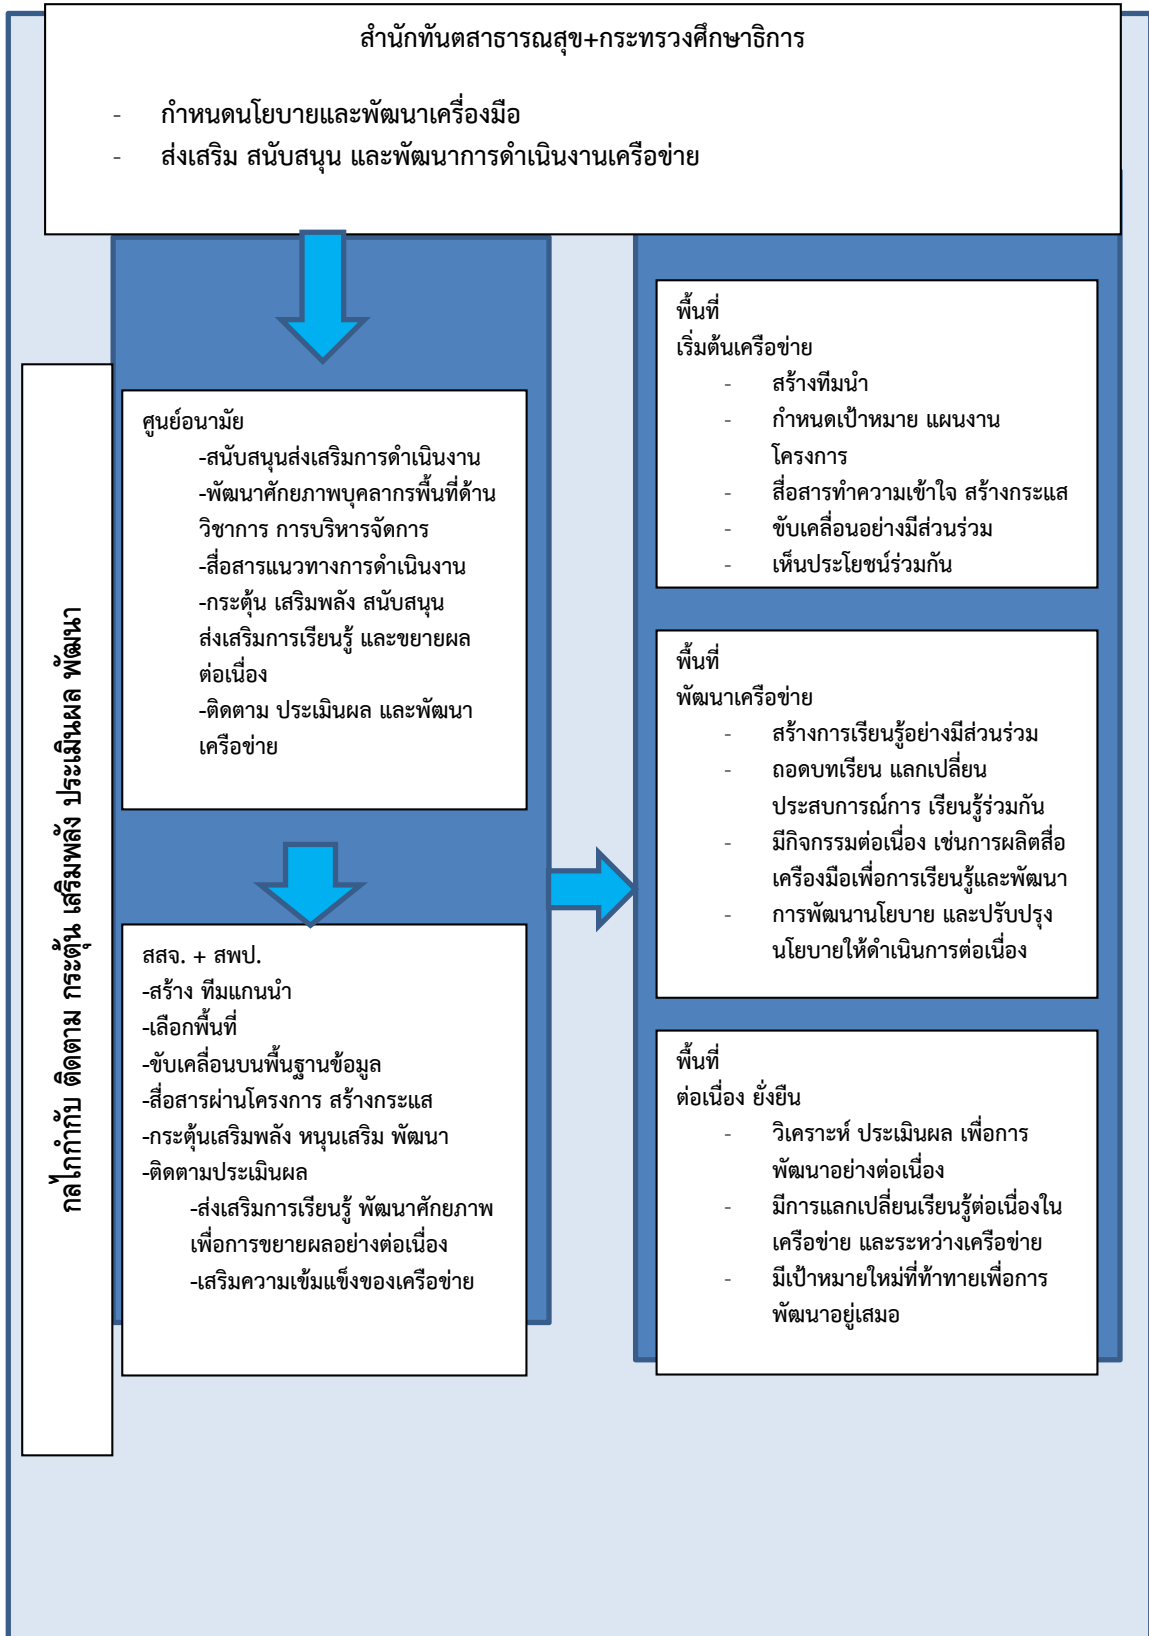 สำนักทันตสาธารณสุข+กระทรวงศึกษาธิการ
- กำหนดนโยบายและพัฒนาเครื่องมือ
- ส่งเสริม สนับสนุน และพัฒนาการดำเนินงานเครือข่าย
กลไกกำกับ ติดตาม กระตุ้น เสริมพลัง ประเมินผล พัฒนา
ศูนย์อนามัย
-สนับสนุนส่งเสริมการดำเนินงาน
-พัฒนาศักยภาพบุคลากรพื้นที่ด้าน
วิชาการ การบริหารจัดการ
-สื่อสารแนวทางการดำเนินงาน
-กระตุ้น เสริมพลัง สนับสนุน
ส่งเสริมการเรียนรู้ และขยายผล
ต่อเนื่อง
-ติดตาม ประเมินผล และพัฒนา
เครือข่าย
สสจ. + สพป.
-สร้าง ทีมแกนนำ
-เลือกพื้นที่
-ขับเคลื่อนบนพื้นฐานข้อมูล
-สื่อสารผ่านโครงการ สร้างกระแส
-กระตุ้นเสริมพลัง หนุนเสริม พัฒนา
-ติดตามประเมินผล
-ส่งเสริมการเรียนรู้ พัฒนาศักยภาพ
เพื่อการขยายผลอย่างต่อเนื่อง
-เสริมความเข้มแข็งของเครือข่าย
พื้นที่
เริ่มต้นเครือข่าย
- สร้างทีมนำ
- กำหนดเป้าหมาย แผนงาน
โครงการ
- สื่อสารทำความเข้าใจ สร้างกระแส
- ขับเคลื่อนอย่างมีส่วนร่วม
- เห็นประโยชน์ร่วมกัน
พื้นที่
พัฒนาเครือข่าย
- สร้างการเรียนรู้อย่างมีส่วนร่วม
- ถอดบทเรียน แลกเปลี่ยน
ประสบการณ์การ เรียนรู้ร่วมกัน
- มีกิจกรรมต่อเนื่อง เช่นการผลิตสื่อ
เครืองมือเพื่อการเรียนรู้และพัฒนา
- การพัฒนานโยบาย และปรับปรุง
นโยบายให้ดำเนินการต่อเนื่อง
พื้นที่
ต่อเนื่อง ยั่งยืน
- วิเคราะห์ ประเมินผล เพื่อการ
พัฒนาอย่างต่อเนื่อง
- มีการแลกเปลี่ยนเรียนรู้ต่อเนื่องใน
เครือข่าย และระหว่างเครือข่าย
- มีเป้าหมายใหม่ที่ท้าทายเพื่อการ
พัฒนาอยู่เสมอ